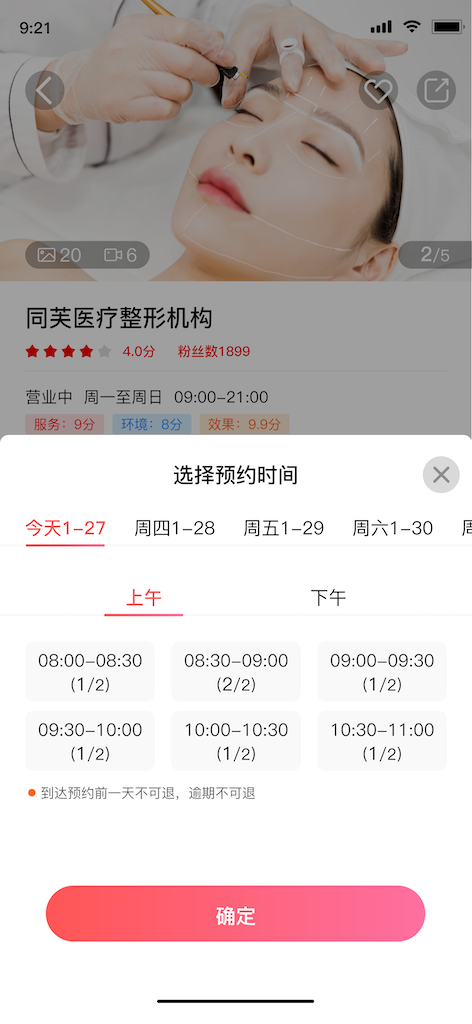 9:21
20 6 2/5
同芙医疗整形机构
4.0分 粉丝数1899
营业中 周一至周日 09:00-21:00
服务：9分 环境：8分 效果：9.9分
选择预约时间
今天1-27 周四1-28 周五1-29 周六1-30
上午 下午
08:00-08:30 08:30-09:00 09:00-09:30
(1/2) (2/2) (1/2)
09:30-10:00 10:00-10:30 10:30-11:00
(1/2) (1/2) (1/2)
到达预约前一天不可退，逾期不可退
确定